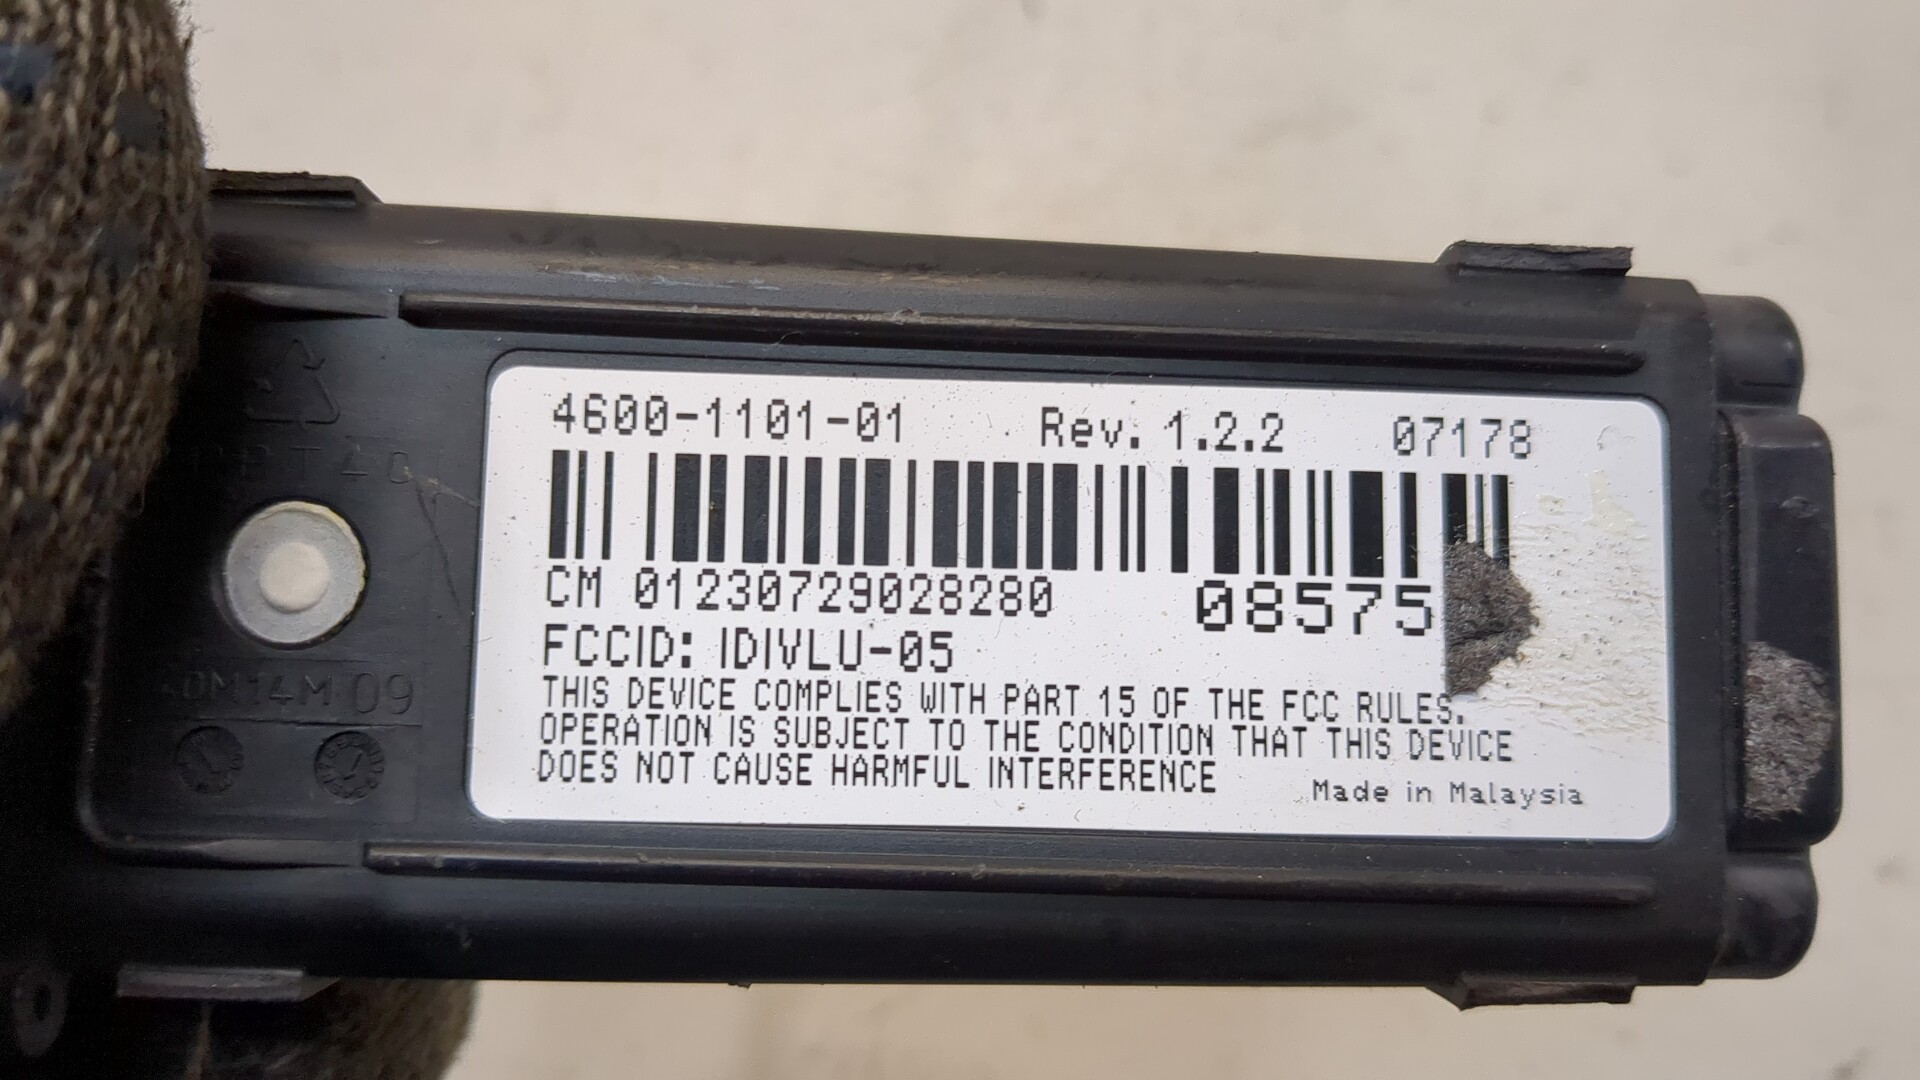 4600-1101-01 Rev. 1.2.2 07178
CM 01230729028280 08575
FCCID: IDIVLU-05
THIS DEVICE COMPLIES WITH PART 15 OF THE FCC RULES.
OPERATION IS SUBJECT TO THE CONDITION THAT THIS DEVICE
DOES NOT CAUSE HARMFUL INTERFERENCE
Made in Malaysia
09